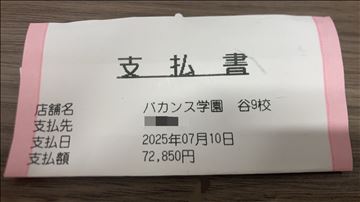 支払書
店舗名 バカンス学園 谷9校
支払先
支払日 2025年07月10日
支払額 72,850円